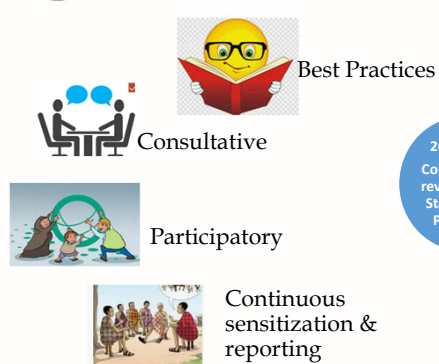 Best Practices
Consultative
Participatory
Continuous
sensitization &
reporting